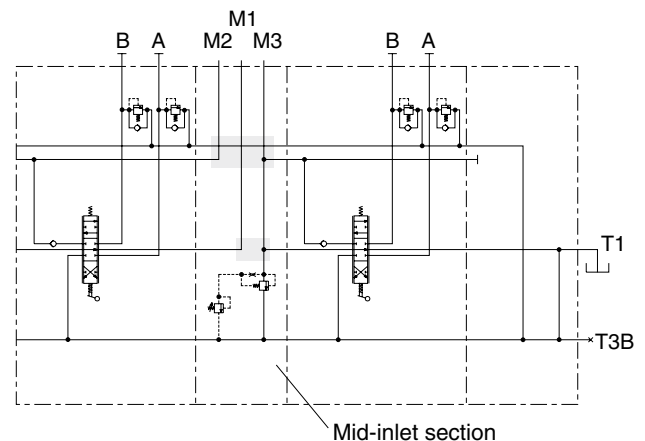 M1
B A M2 M3 B A
T1
T3B
Mid-inlet section